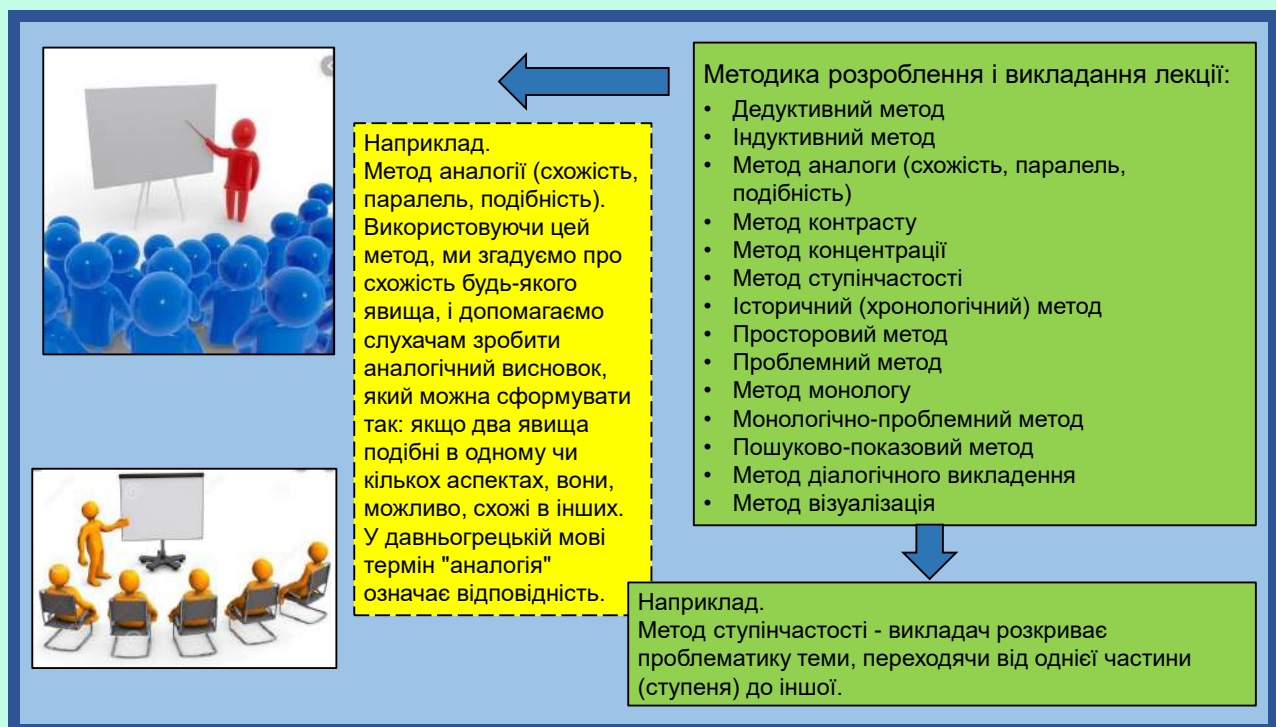 Методика розроблення і викладання лекції:
• Дедуктивний метод
• Індуктивний метод
• Метод аналоги (схожість, паралель,
подібність)
• Метод контрасту
• Метод концентрації
• Метод ступінчастості
• Історичний (хронологічний) метод
• Просторовий метод
• Проблемний метод
• Метод монологу
• Монологічно-проблемний метод
• Пошуково-показовий метод
• Метод діалогічного викладення
• Метод візуалізація
Наприклад.
Метод аналогії (схожість,
паралель, подібність).
Використовуючи цей
метод, ми згадуємо про
схожість будь-якого
явища, і допомагаємо
слухачам зробити
аналогічний висновок,
який можна сформувати
так: якщо два явища
подібні в одному чи
кількох аспектах, вони,
можливо, схожі в інших.
У давньогрецькій мові
термін "аналогія"
означає відповідність.
Наприклад.
Метод ступінчастості - викладач розкриває
проблематику теми, переходячи від однієї частини
(ступеня) до іншої.